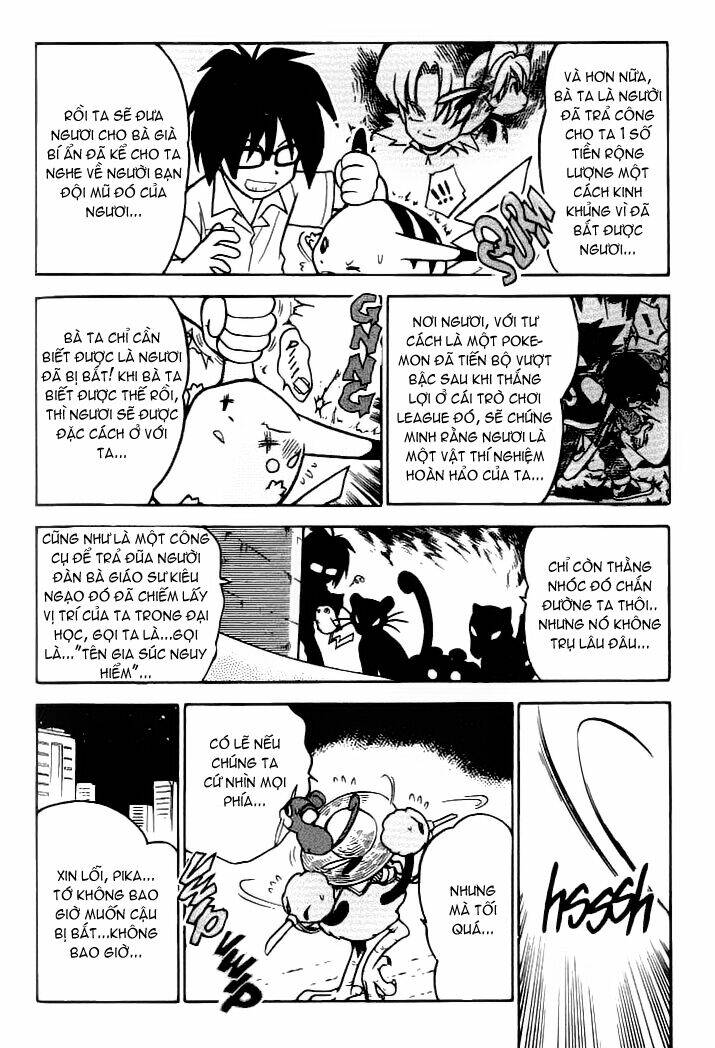 RỒI TA SẼ ĐƯA
NGƯƠI CHO BÀ GIÀ
BÍ ẨN ĐÃ KỂ CHO TA
NGHE VỀ NGƯỜI BẠN
ĐỘI MŨ ĐÓ CỦA
NGƯƠI...
!!!
VÀ HƠN NỮA,
BÀ TA LÀ NGƯỜI
ĐÃ TRẢ CÔNG
CHO TA 1 SỐ
TIỀN RỘNG
LƯỢNG MỘT
CÁCH KINH
KHỦNG VÌ ĐÃ
BẮT ĐƯỢC
NGƯƠI...
BÀ TA CHỈ CẦN
BIẾT ĐƯỢC LÀ NGƯƠI
ĐÃ BỊ BẮT! KHI BÀ TA
BIẾT ĐƯỢC THẾ RỒI,
THÌ NGƯƠI SẼ ĐƯỢC
ĐẶC CÁCH Ở VỚI
TA...
GNNG
NƠI NGƯƠI, VỚI TƯ
CÁCH LÀ MỘT POKE-
MON ĐÃ TIẾN BỘ VƯỢT
BẬC SAU KHI THẮNG
LỢI Ở CÁI TRÒ CHƠI
LEAGUE ĐÓ, SẼ CHỨNG
MINH RẰNG NGƯƠI LÀ
MỘT VẬT THÍ NGHIỆM
HOÀN HẢO CỦA TA...
CŨNG NHƯ LÀ MỘT CÔNG
CỤ ĐỂ TRẢ ĐŨA NGƯỜI
ĐÀN BÀ GIÁO SƯ KIÊU
NGẠO ĐÓ ĐÃ CHIẾM LẤY
VỊ TRÍ CỦA TA TRONG ĐẠI
HỌC, GỌI TA LÀ...GỌI
LÀ..."TÊN GIA SÚC NGUY
HIỂM"...
CHỈ CÒN THẰNG
NHÓC ĐÓ CHẮN
ĐƯỜNG TA THÔI..
NHƯNG NÓ KHÔNG
TRỤ LÂU ĐÂU...
XIN LỖI, PIKA...
TỚ KHÔNG BAO
GIỜ MUỐN CẬU
BỊ BẮT...KHÔNG
BAO GIỜ...
CÓ LẼ NẾU
CHÚNG TA
CỨ NHÌN MỌI
PHÍA...
VWIP
VWIP
NHƯNG
MÀ TỐI
QUÁ...
hsssh